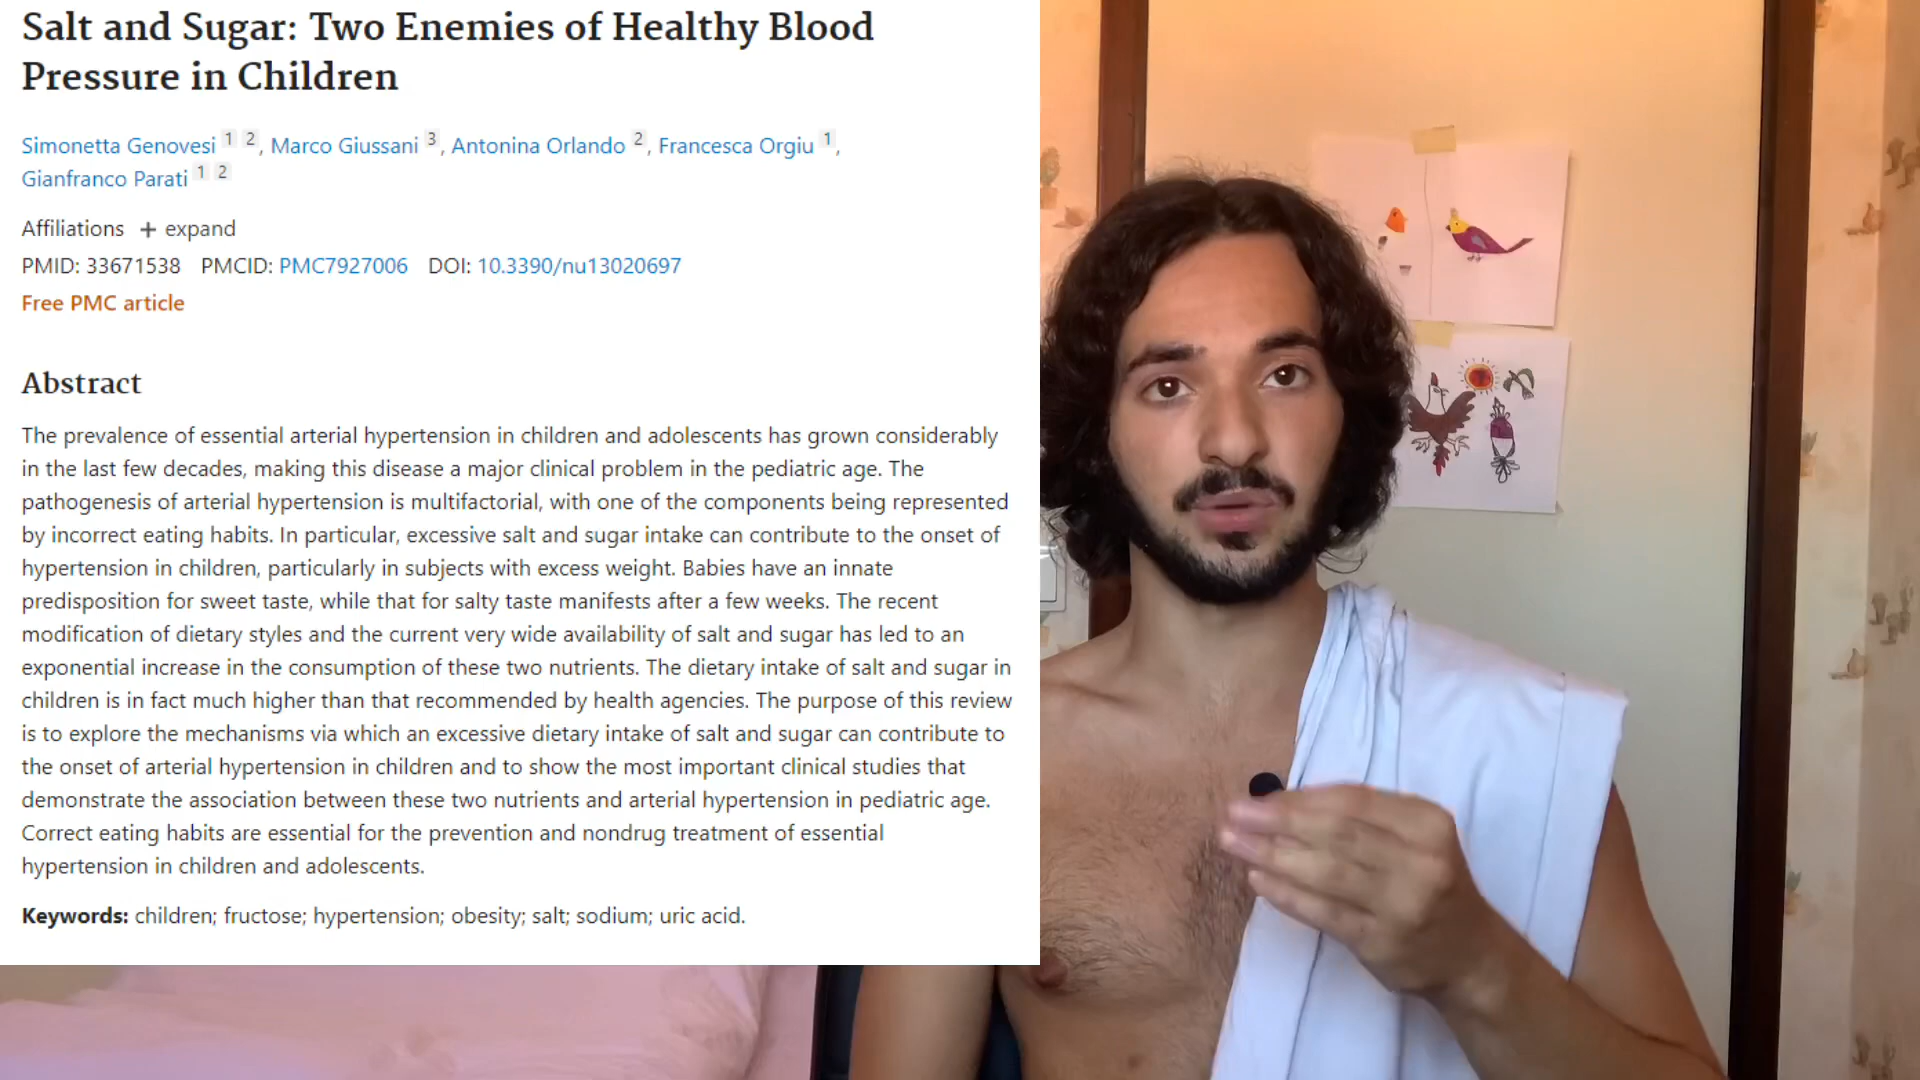 Salt and Sugar: Two Enemies of Healthy Blood
Pressure in Children
Simonetta Genovesi 1 2, Marco Giussani 3, Antonina Orlando 2, Francesca Orgiu 1,
Gianfranco Parati 1 2
Affiliations + expand
PMID: 33671538 PMCID: PMC7927006 DOI: 10.3390/nu13020697
Free PMC article
Abstract
The prevalence of essential arterial hypertension in children and adolescents has grown considerably
in the last few decades, making this disease a major clinical problem in the pediatric age. The
pathogenesis of arterial hypertension is multifactorial, with one of the components being represented
by incorrect eating habits. In particular, excessive salt and sugar intake can contribute to the onset of
hypertension in children, particularly in subjects with excess weight. Babies have an innate
predisposition for sweet taste, while that for salty taste manifests after a few weeks. The recent
modification of dietary styles and the current very wide availability of salt and sugar has led to an
exponential increase in the consumption of these two nutrients. The dietary intake of salt and sugar in
children is in fact much higher than that recommended by health agencies. The purpose of this review
is to explore the mechanisms via which an excessive dietary intake of salt and sugar can contribute to
the onset of arterial hypertension in children and to show the most important clinical studies that
demonstrate the association between these two nutrients and arterial hypertension in pediatric age.
Correct eating habits are essential for the prevention and nondrug treatment of essential
hypertension in children and adolescents.
Keywords: children; fructose; hypertension; obesity; salt; sodium; uric acid.